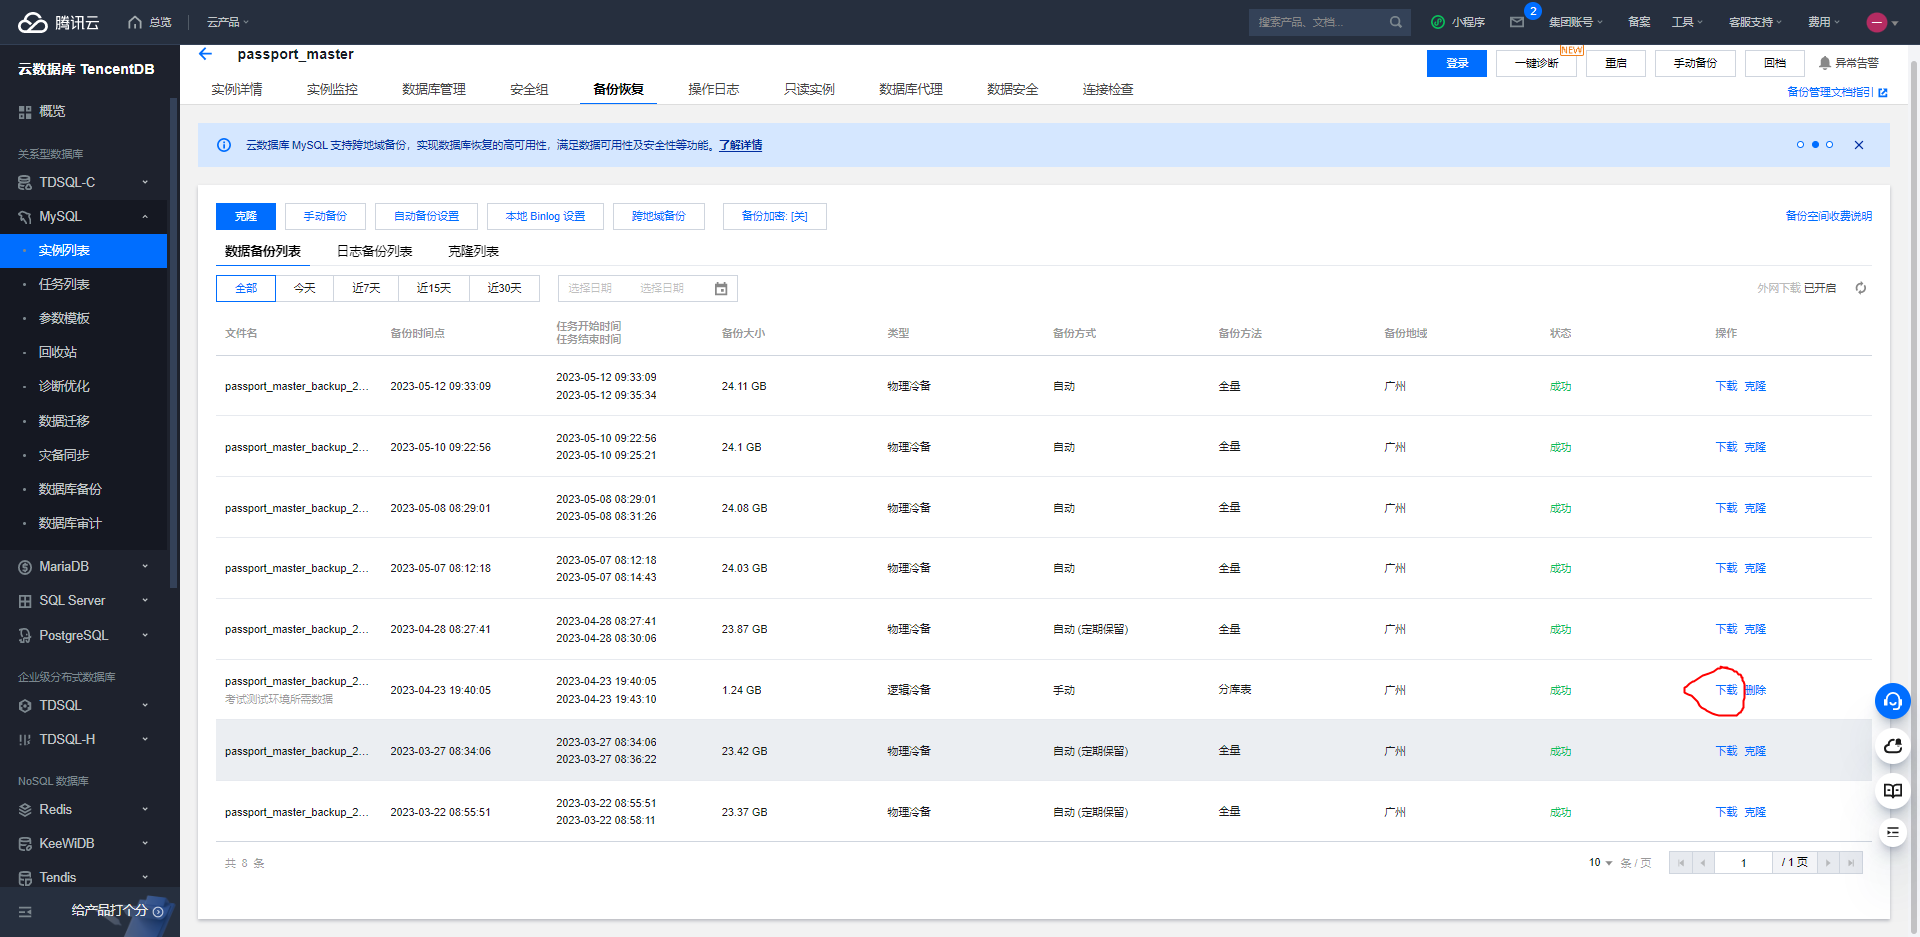 腾讯云 总览 云产品 搜索产品、文档... 小程序 2 集团账号 备案 工具 客服支持 费用
云数据库 TencentDB
概览
关系型数据库
TDSQL-C
MySQL
实例列表
任务列表
参数模板
回收站
诊断优化
数据迁移
灾备同步
数据库备份
数据库审计
MariaDB
SQL Server
PostgreSQL
企业级分布式数据库
TDSQL
TDSQL-H
NoSQL 数据库
Redis
KeeWiDB
Tendis
给产品打个分
passport_master
登录 一键诊断 NEW 重启 手动备份 回档 异常告警
实例详情 实例监控 数据库管理 安全组 备份恢复 操作日志 只读实例 数据库代理 数据安全 连接检查
备份管理文档指引
云数据库 MySQL 支持跨地域备份，实现数据库恢复的高可用性，满足数据可用性及安全性等功能。了解详情
克隆 手动备份 自动备份设置 本地 Binlog 设置 跨地域备份 备份加密: [关] 备份空间收费说明
数据备份列表 日志备份列表 克隆列表
全部 今天 近7天 近15天 近30天 选择日期 选择日期 外网下载 已开启
文件名 备份时间点 任务开始时间 备份大小 类型 备份方式 备份方法 备份地域 状态 操作
任务结束时间
passport_master_backup_2... 2023-05-12 09:33:09 2023-05-12 09:33:09 24.11 GB 物理冷备 自动 全量 广州 成功 下载 克隆
2023-05-12 09:35:34
passport_master_backup_2... 2023-05-10 09:22:56 2023-05-10 09:22:56 24.1 GB 物理冷备 自动 全量 广州 成功 下载 克隆
2023-05-10 09:25:21
passport_master_backup_2... 2023-05-08 08:29:01 2023-05-08 08:29:01 24.08 GB 物理冷备 自动 全量 广州 成功 下载 克隆
2023-05-08 08:31:26
passport_master_backup_2... 2023-05-07 08:12:18 2023-05-07 08:12:18 24.03 GB 物理冷备 自动 全量 广州 成功 下载 克隆
2023-05-07 08:14:43
passport_master_backup_2... 2023-04-28 08:27:41 2023-04-28 08:27:41 23.87 GB 物理冷备 自动 (定期保留) 全量 广州 成功 下载 克隆
2023-04-28 08:30:06
passport_master_backup_2... 2023-04-23 19:40:05 2023-04-23 19:40:05 1.24 GB 逻辑冷备 手动 分库表 广州 成功 下载 删除
考试测试环境所需数据 2023-04-23 19:43:10
passport_master_backup_2... 2023-03-27 08:34:06 2023-03-27 08:34:06 23.42 GB 物理冷备 自动 (定期保留) 全量 广州 成功 下载 克隆
2023-03-27 08:36:22
passport_master_backup_2... 2023-03-22 08:55:51 2023-03-22 08:55:51 23.37 GB 物理冷备 自动 (定期保留) 全量 广州 成功 下载 克隆
2023-03-22 08:58:11
共 8 条 10 条 / 页 1 / 1 页